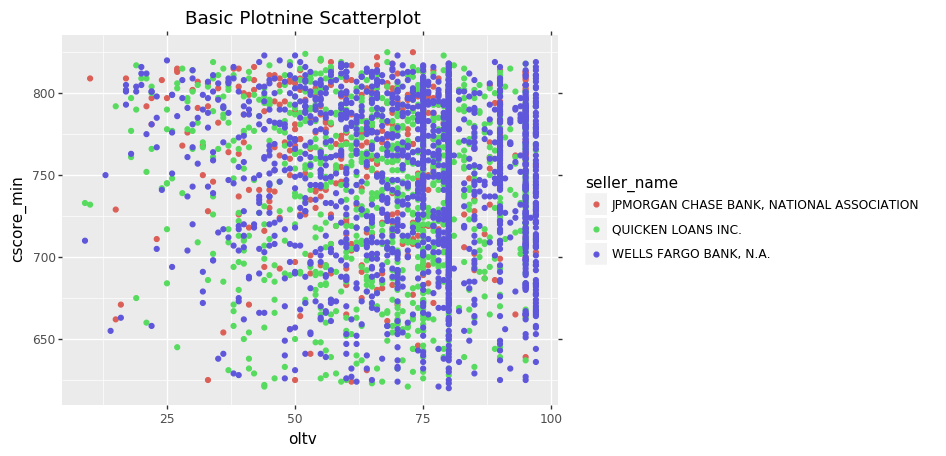 Basic Plotnine Scatterplot
800
750
700
650
cscore_min
25
50
75
100
oltv
seller_name
JPMORGAN CHASE BANK, NATIONAL ASSOCIATION
QUICKEN LOANS INC.
WELLS FARGO BANK, N.A.